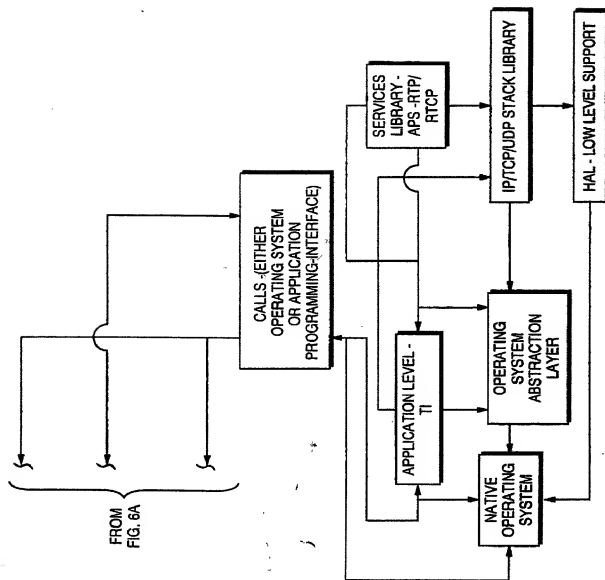 FROM
FIG. 6A
CALLS -(EITHER
OPERATING SYSTEM
OR APPLICATION
PROGRAMMING-INTERFACE)
SERVICES
LIBRARY -
APS -RTP/
RTCP
APPLICATION LEVEL -
TI
IP/TCP/UDP STACK LIBRARY
OPERATING
SYSTEM
ABSTRACTION
LAYER
NATIVE
OPERATING
SYSTEM
HAL - LOW LEVEL SUPPORT